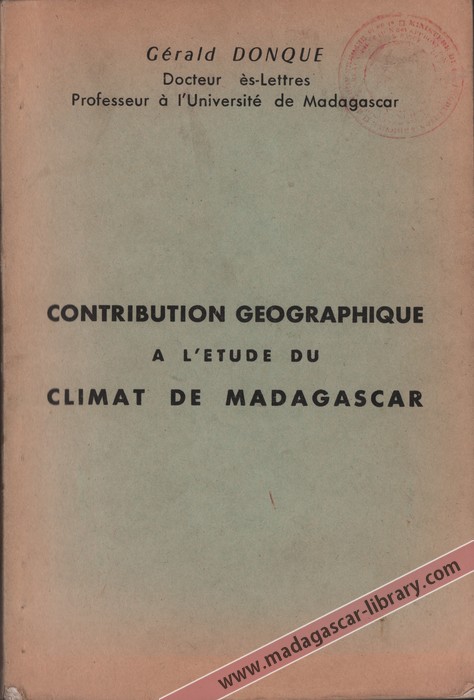 Gérald DONQUE
Docteur ès-Lettres
Professeur à l'Université de Madagascar
CONTRIBUTION GEOGRAPHIQUE
A L'ETUDE DU
CLIMAT DE MADAGASCAR
www.madagascar-library.com